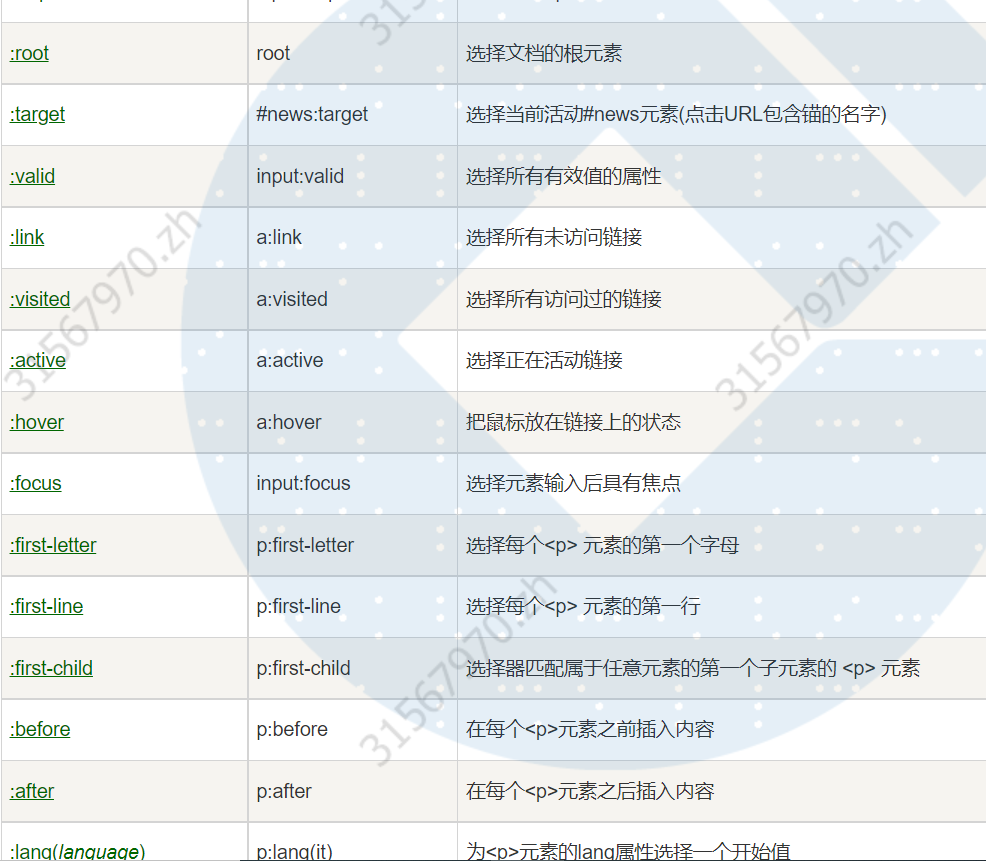 :root root 选择文档的根元素
:target #news:target 选择当前活动#news元素(点击URL包含锚的名字)
:valid input:valid 选择所有有效值的属性
:link a:link 选择所有未访问链接
:visited a:visited 选择所有访问过的链接
:active a:active 选择正在活动链接
:hover a:hover 把鼠标放在链接上的状态
:focus input:focus 选择元素输入后具有焦点
:first-letter p:first-letter 选择每个<p> 元素的第一个字母
:first-line p:first-line 选择每个<p> 元素的第一行
:first-child p:first-child 选择器匹配属于任意元素的第一个子元素的 <p> 元素
:before p:before 在每个<p>元素之前插入内容
:after p:after 在每个<p>元素之后插入内容
:lang(language) p:lang(it) 为<p>元素的lang属性选择一个开始值
31567970.zh
31567970.zh
31567970.zh